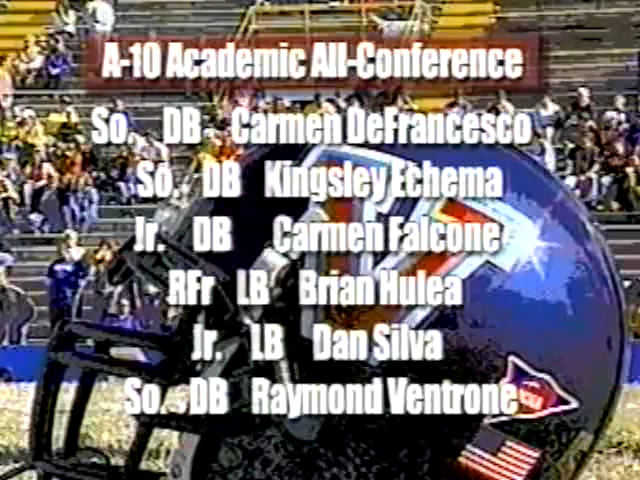 A-10 Academic All-Conference
So. DB Carmen DeFrancesco
So. DB Kingsley Echema
Jr. DB Carmen Falcone
RFr LB Brian Hulea
Jr. LB Dan Silva
So. DB Raymond Ventrone